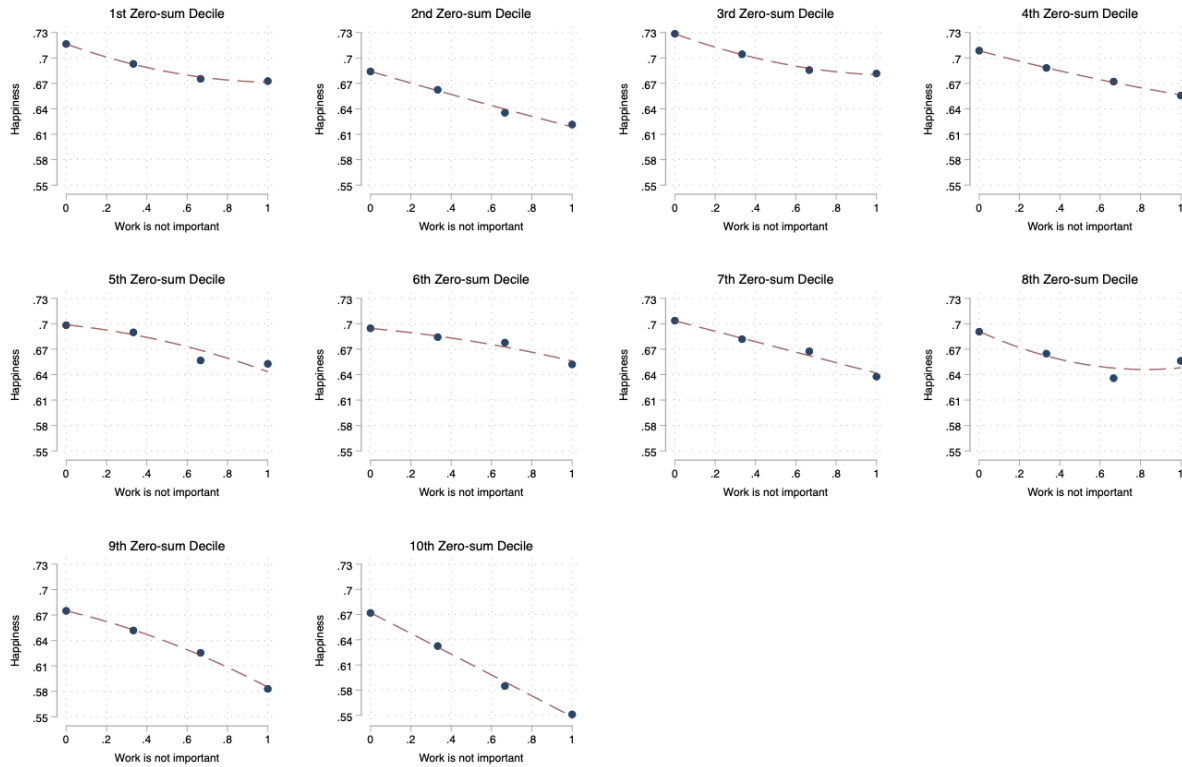 1st Zero-sum Decile
.73
.7
.67
.64
.61
.58
.55
Happiness
0 .2 .4 .6 .8 1
Work is not important
2nd Zero-sum Decile
.73
.7
.67
.64
.61
.58
.55
Happiness
0 .2 .4 .6 .8 1
Work is not important
3rd Zero-sum Decile
.73
.7
.67
.64
.61
.58
.55
Happiness
0 .2 .4 .6 .8 1
Work is not important
4th Zero-sum Decile
.73
.7
.67
.64
.61
.58
.55
Happiness
0 .2 .4 .6 .8 1
Work is not important
5th Zero-sum Decile
.73
.7
.67
.64
.61
.58
.55
Happiness
0 .2 .4 .6 .8 1
Work is not important
6th Zero-sum Decile
.73
.7
.67
.64
.61
.58
.55
Happiness
0 .2 .4 .6 .8 1
Work is not important
7th Zero-sum Decile
.73
.7
.67
.64
.61
.58
.55
Happiness
0 .2 .4 .6 .8 1
Work is not important
8th Zero-sum Decile
.73
.7
.67
.64
.61
.58
.55
Happiness
0 .2 .4 .6 .8 1
Work is not important
9th Zero-sum Decile
.73
.7
.67
.64
.61
.58
.55
Happiness
0 .2 .4 .6 .8 1
Work is not important
10th Zero-sum Decile
.73
.7
.67
.64
.61
.58
.55
Happiness
0 .2 .4 .6 .8 1
Work is not important